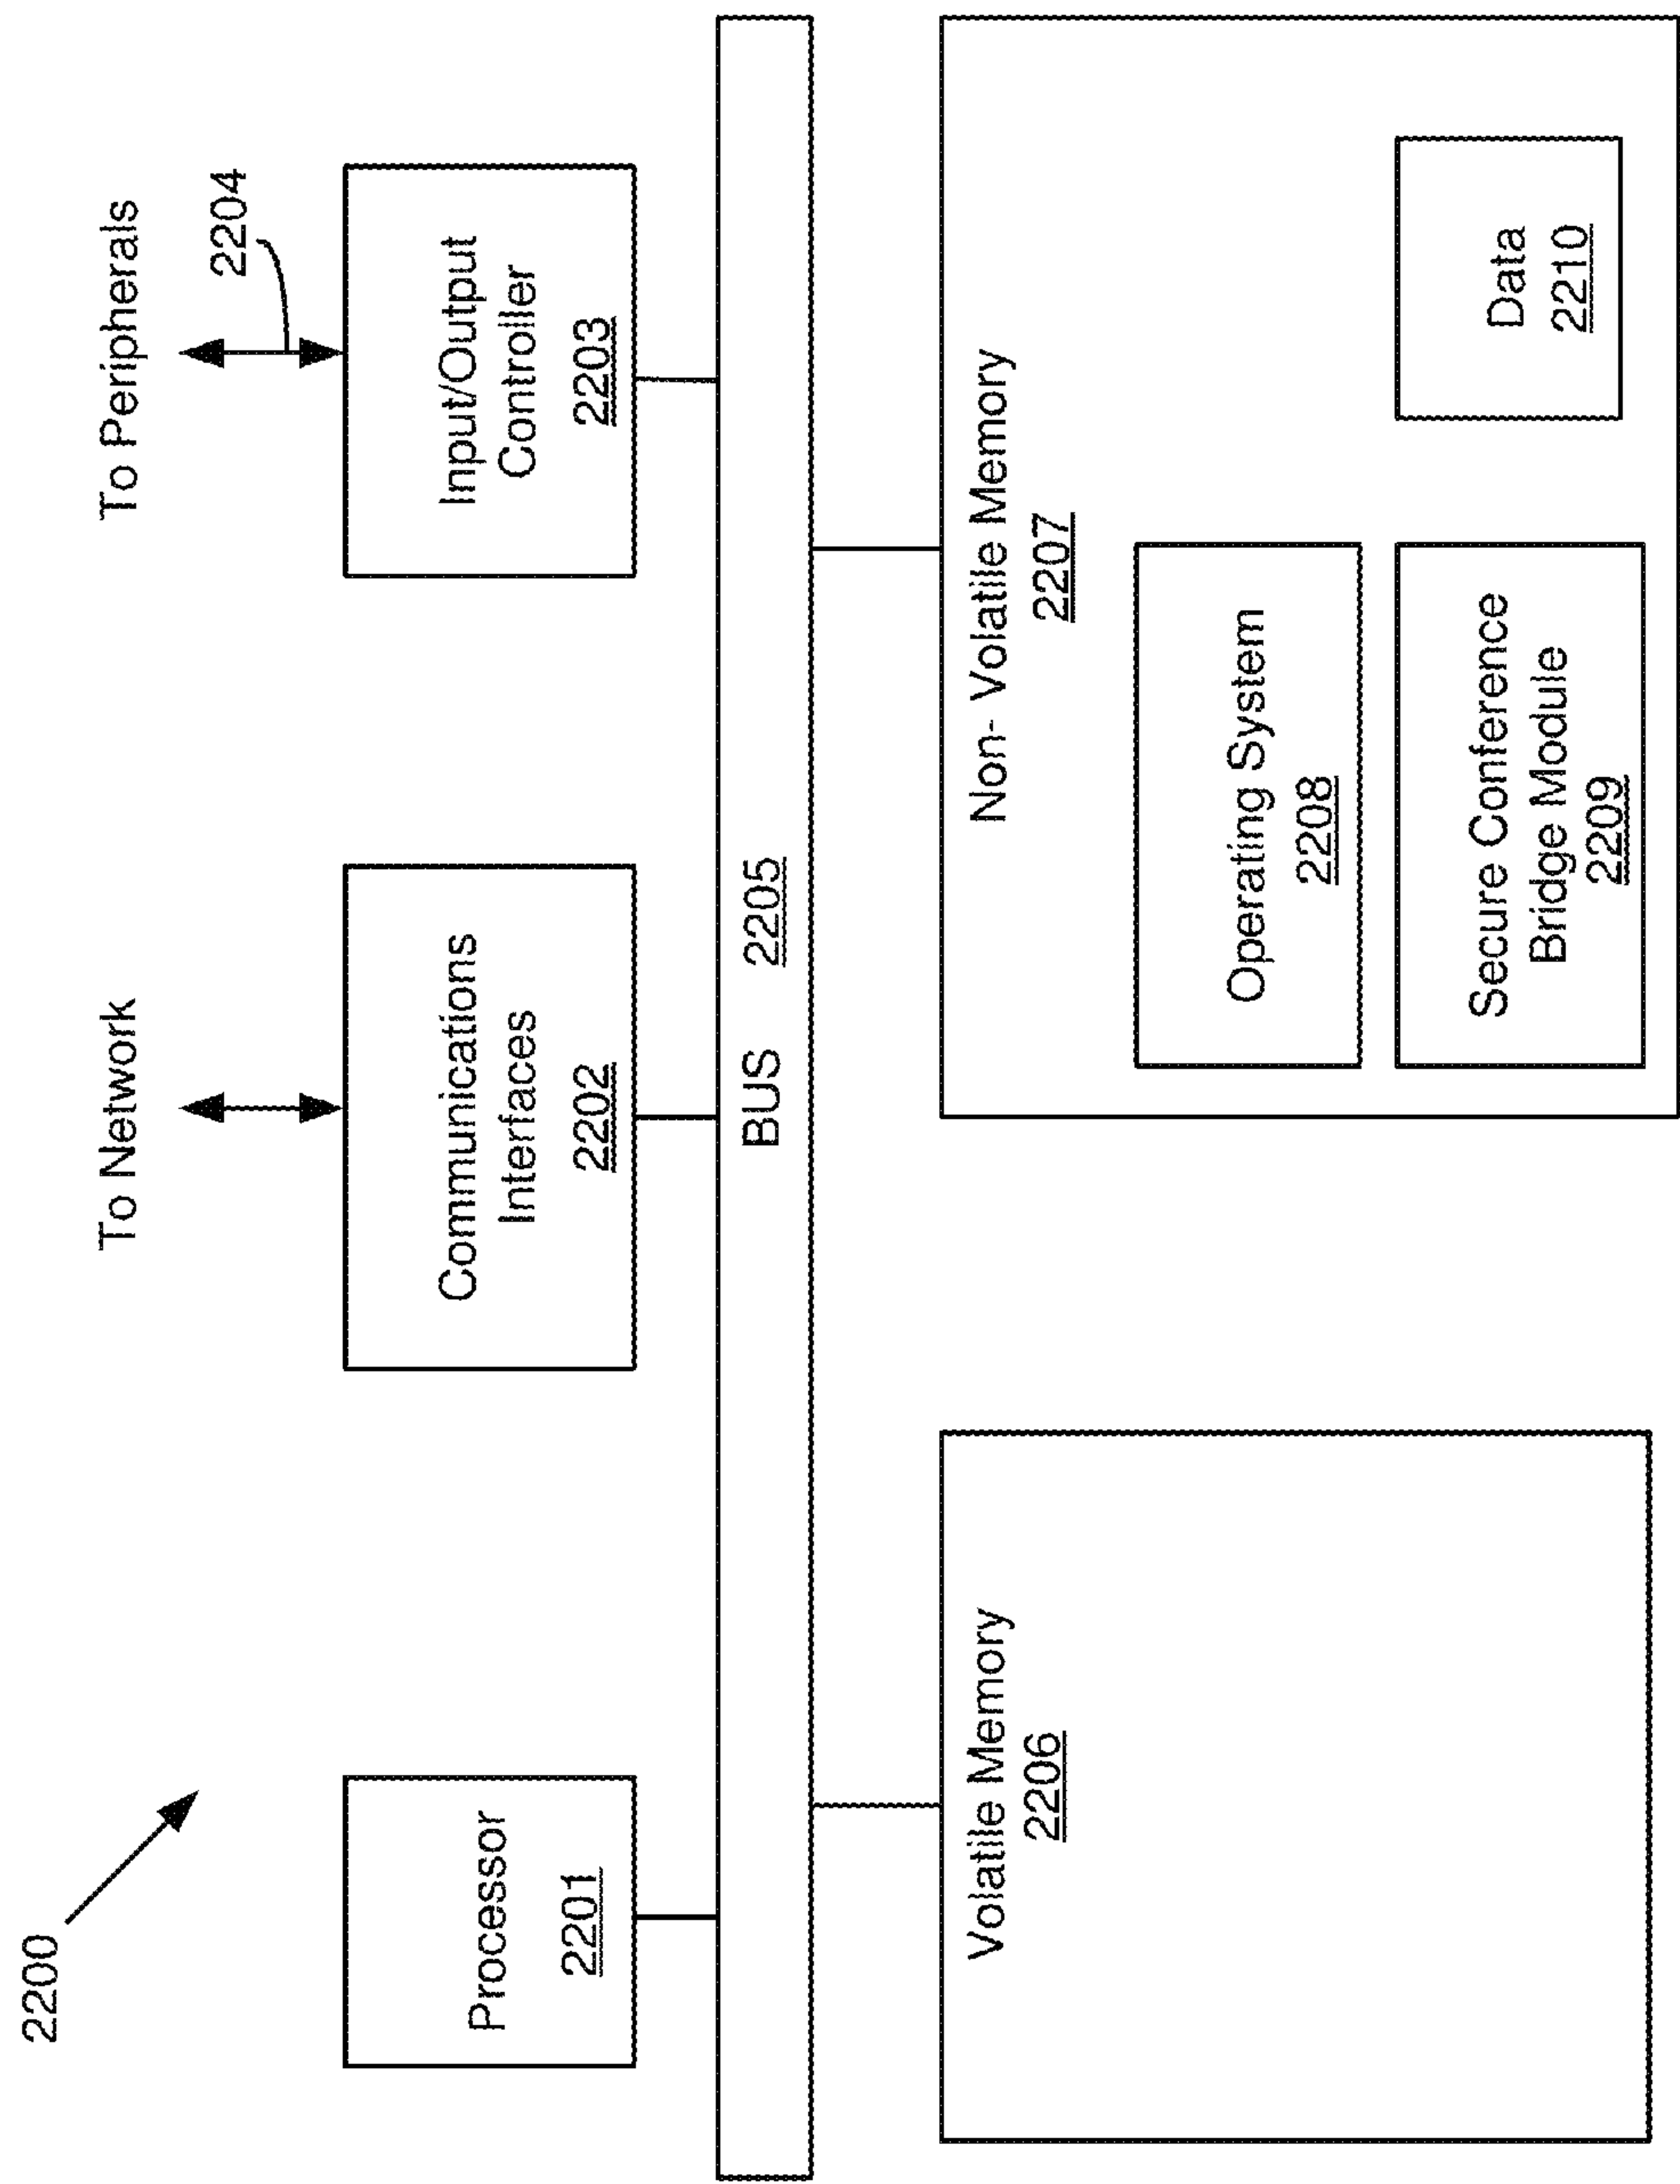 2200
To Network
To Peripherals
2204
Processor
2201
Communications
Interfaces
2202
Input/Output
Controller
2203
BUS 2205
Volatile Memory
2206
Non- Volatile Memory
2207
Operating System
2208
Secure Conference
Bridge Module
2209
Data
2210